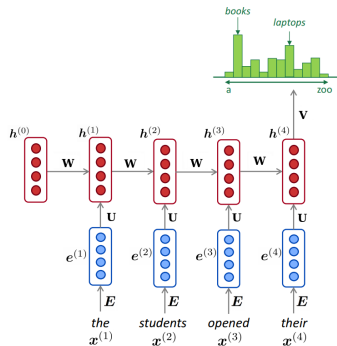 books
laptops
a zoo
V
h^(0) h^(1) h^(2) h^(3) h^(4)
W W W W
U U U U
e^(1) e^(2) e^(3) e^(4)
E E E E
the students opened their
x^(1) x^(2) x^(3) x^(4)